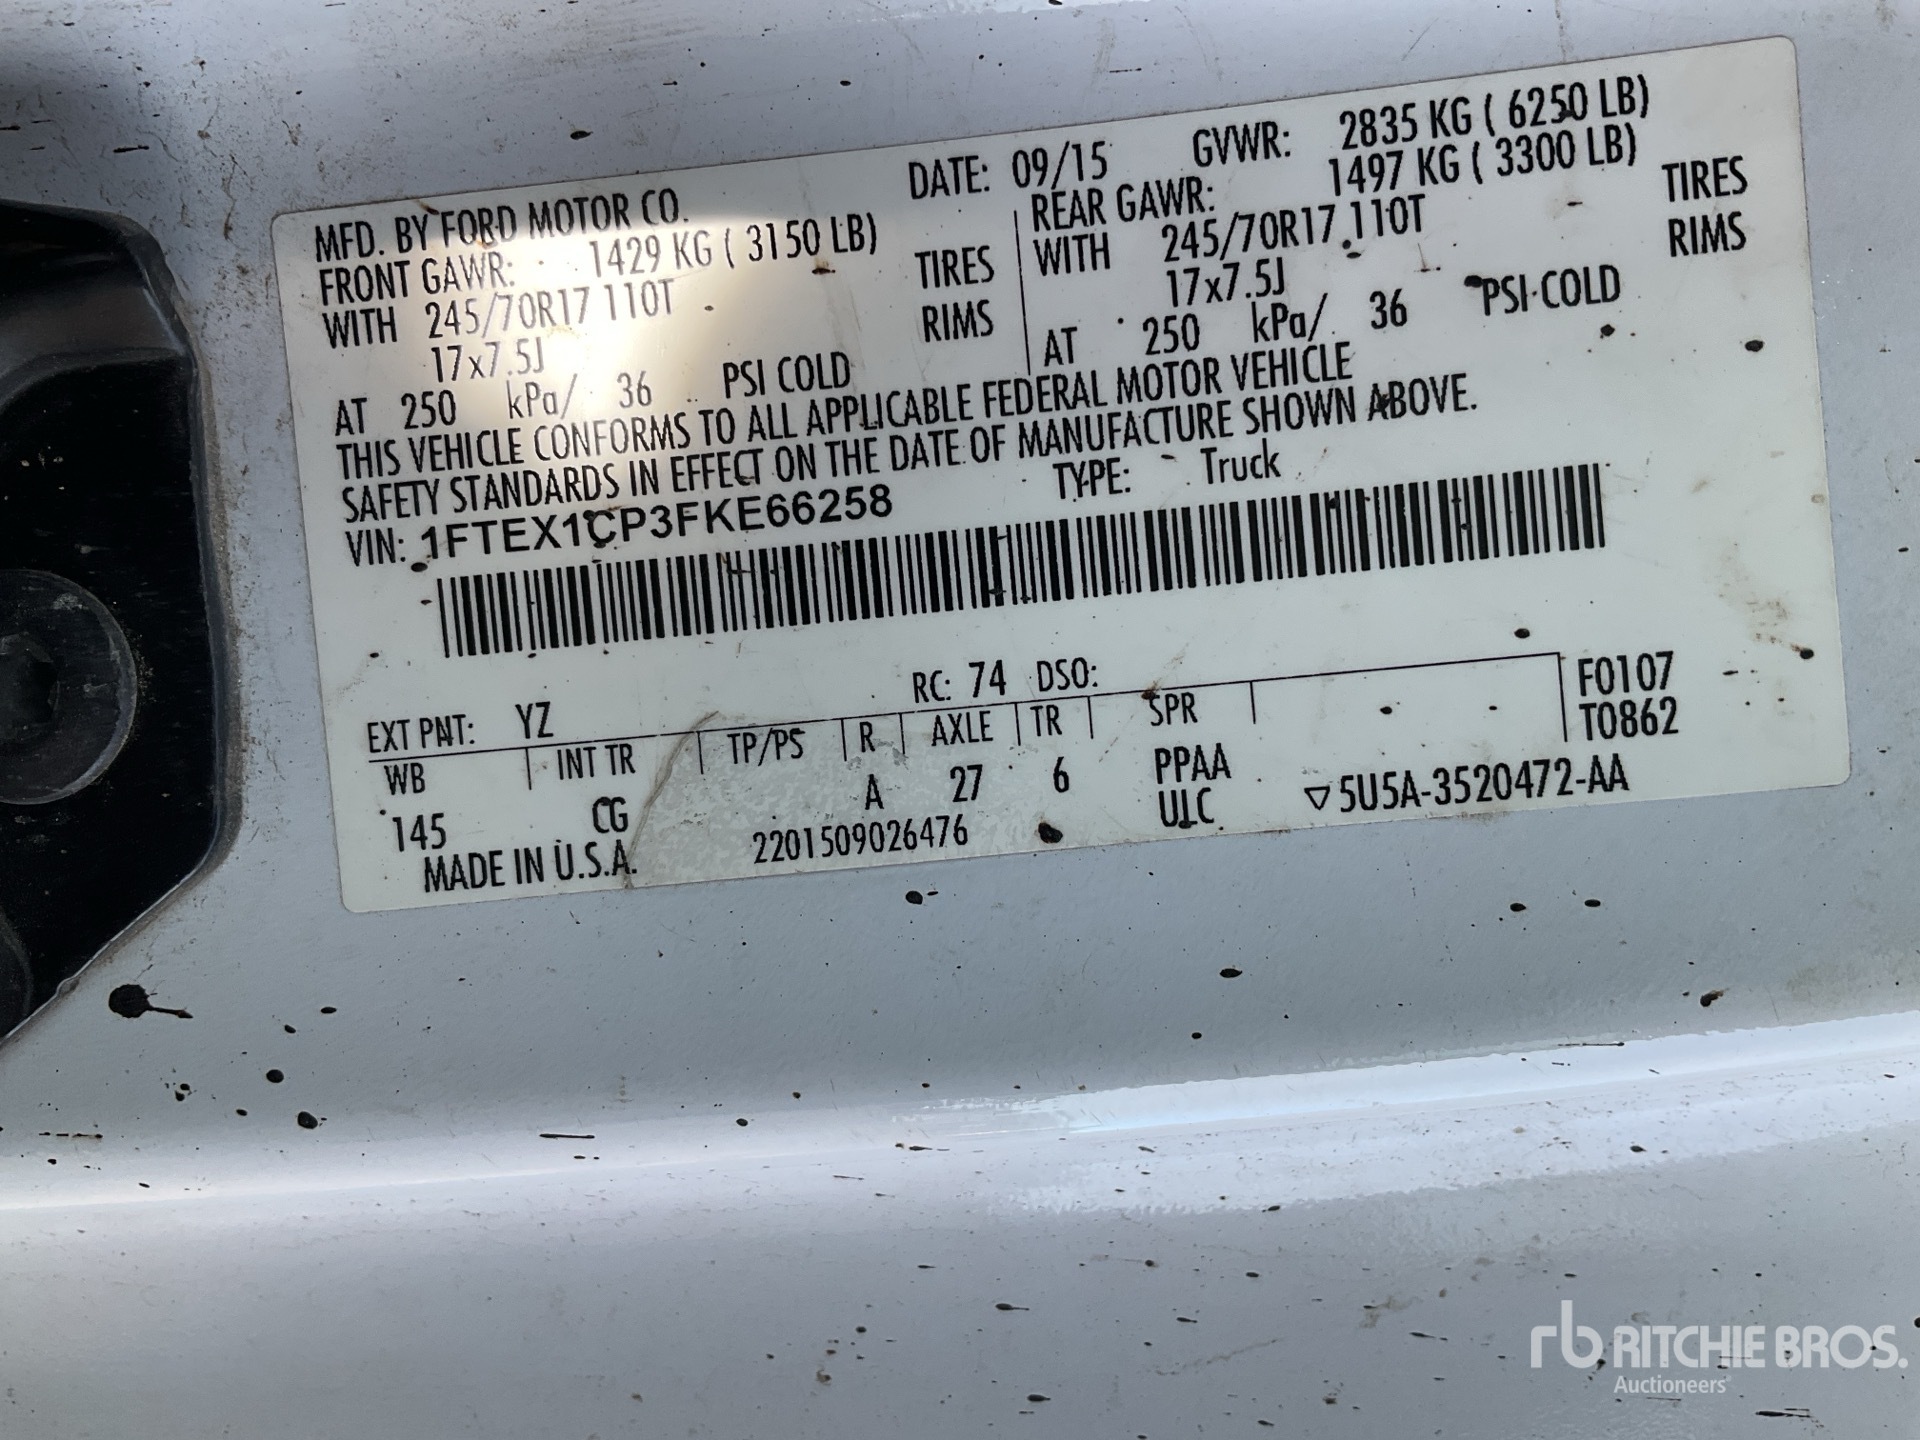 MFD. BY FORD MOTOR CO. DATE: 09/15 GVWR: 2835 KG ( 6250 LB)
FRONT GAWR: 1429 KG ( 3150 LB) REAR GAWR: 1497 KG ( 3300 LB)
WITH 245/70R17 110T TIRES WITH 245/70R17 110T TIRES
17x7.5J RIMS 17x7.5J RIMS
AT 250 kPa/ 36 PSI COLD AT 250 kPa/ 36 PSI COLD
THIS VEHICLE CONFORMS TO ALL APPLICABLE FEDERAL MOTOR VEHICLE
SAFETY STANDARDS IN EFFECT ON THE DATE OF MANUFACTURE SHOWN ABOVE.
VIN: 1FTEX1CP3FKE66258 TYPE: Truck
EXT PNT: YZ RC: 74 DSO: F0107
WB INT TR TP/PS R AXLE TR SPR T0862
145 CG A 27 6 PPAA
MADE IN U.S.A. 2201509026476 ULC ▽5U5A-3520472-AA
rb RITCHIE BROS.
Auctioneers